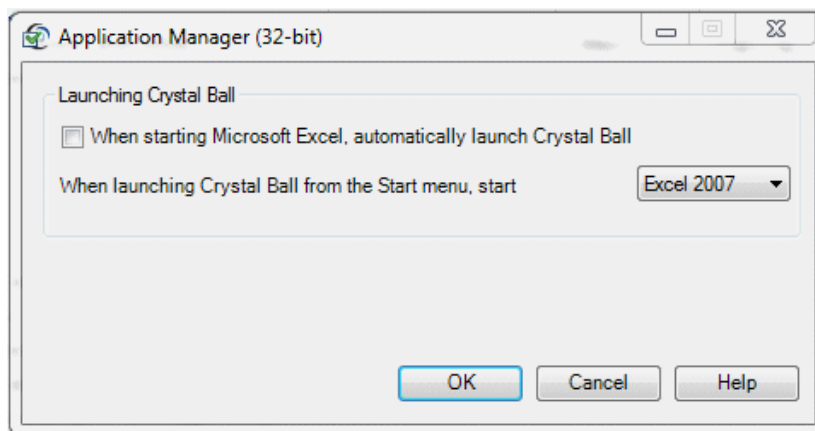 Application Manager (32-bit)
Launching Crystal Ball
When starting Microsoft Excel, automatically launch Crystal Ball
When launching Crystal Ball from the Start menu, start Excel 2007
OK Cancel Help